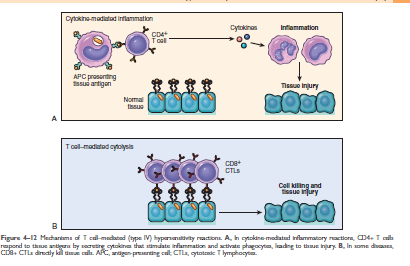 Cytokine-mediated inflammation
CD4+
T cell
Cytokines
Inflammation
APC presenting
tissue antigen
Normal
tissue
Tissue injury
A
T cell–mediated cytolysis
CD8+
CTLs
Cell killing and
tissue injury
B
Figure 4–12 Mechanisms of T cell–mediated (type IV) hypersensitivity reactions. A, In cytokine-mediated inflammatory reactions, CD4+ T cells
respond to tissue antigens by secreting cytokines that stimulate inflammation and activate phagocytes, leading to tissue injury. B, In some diseases,
CD8+ CTLs directly kill tissue cells. APC, antigen-presenting cell; CTLs, cytotoxic T lymphocytes.